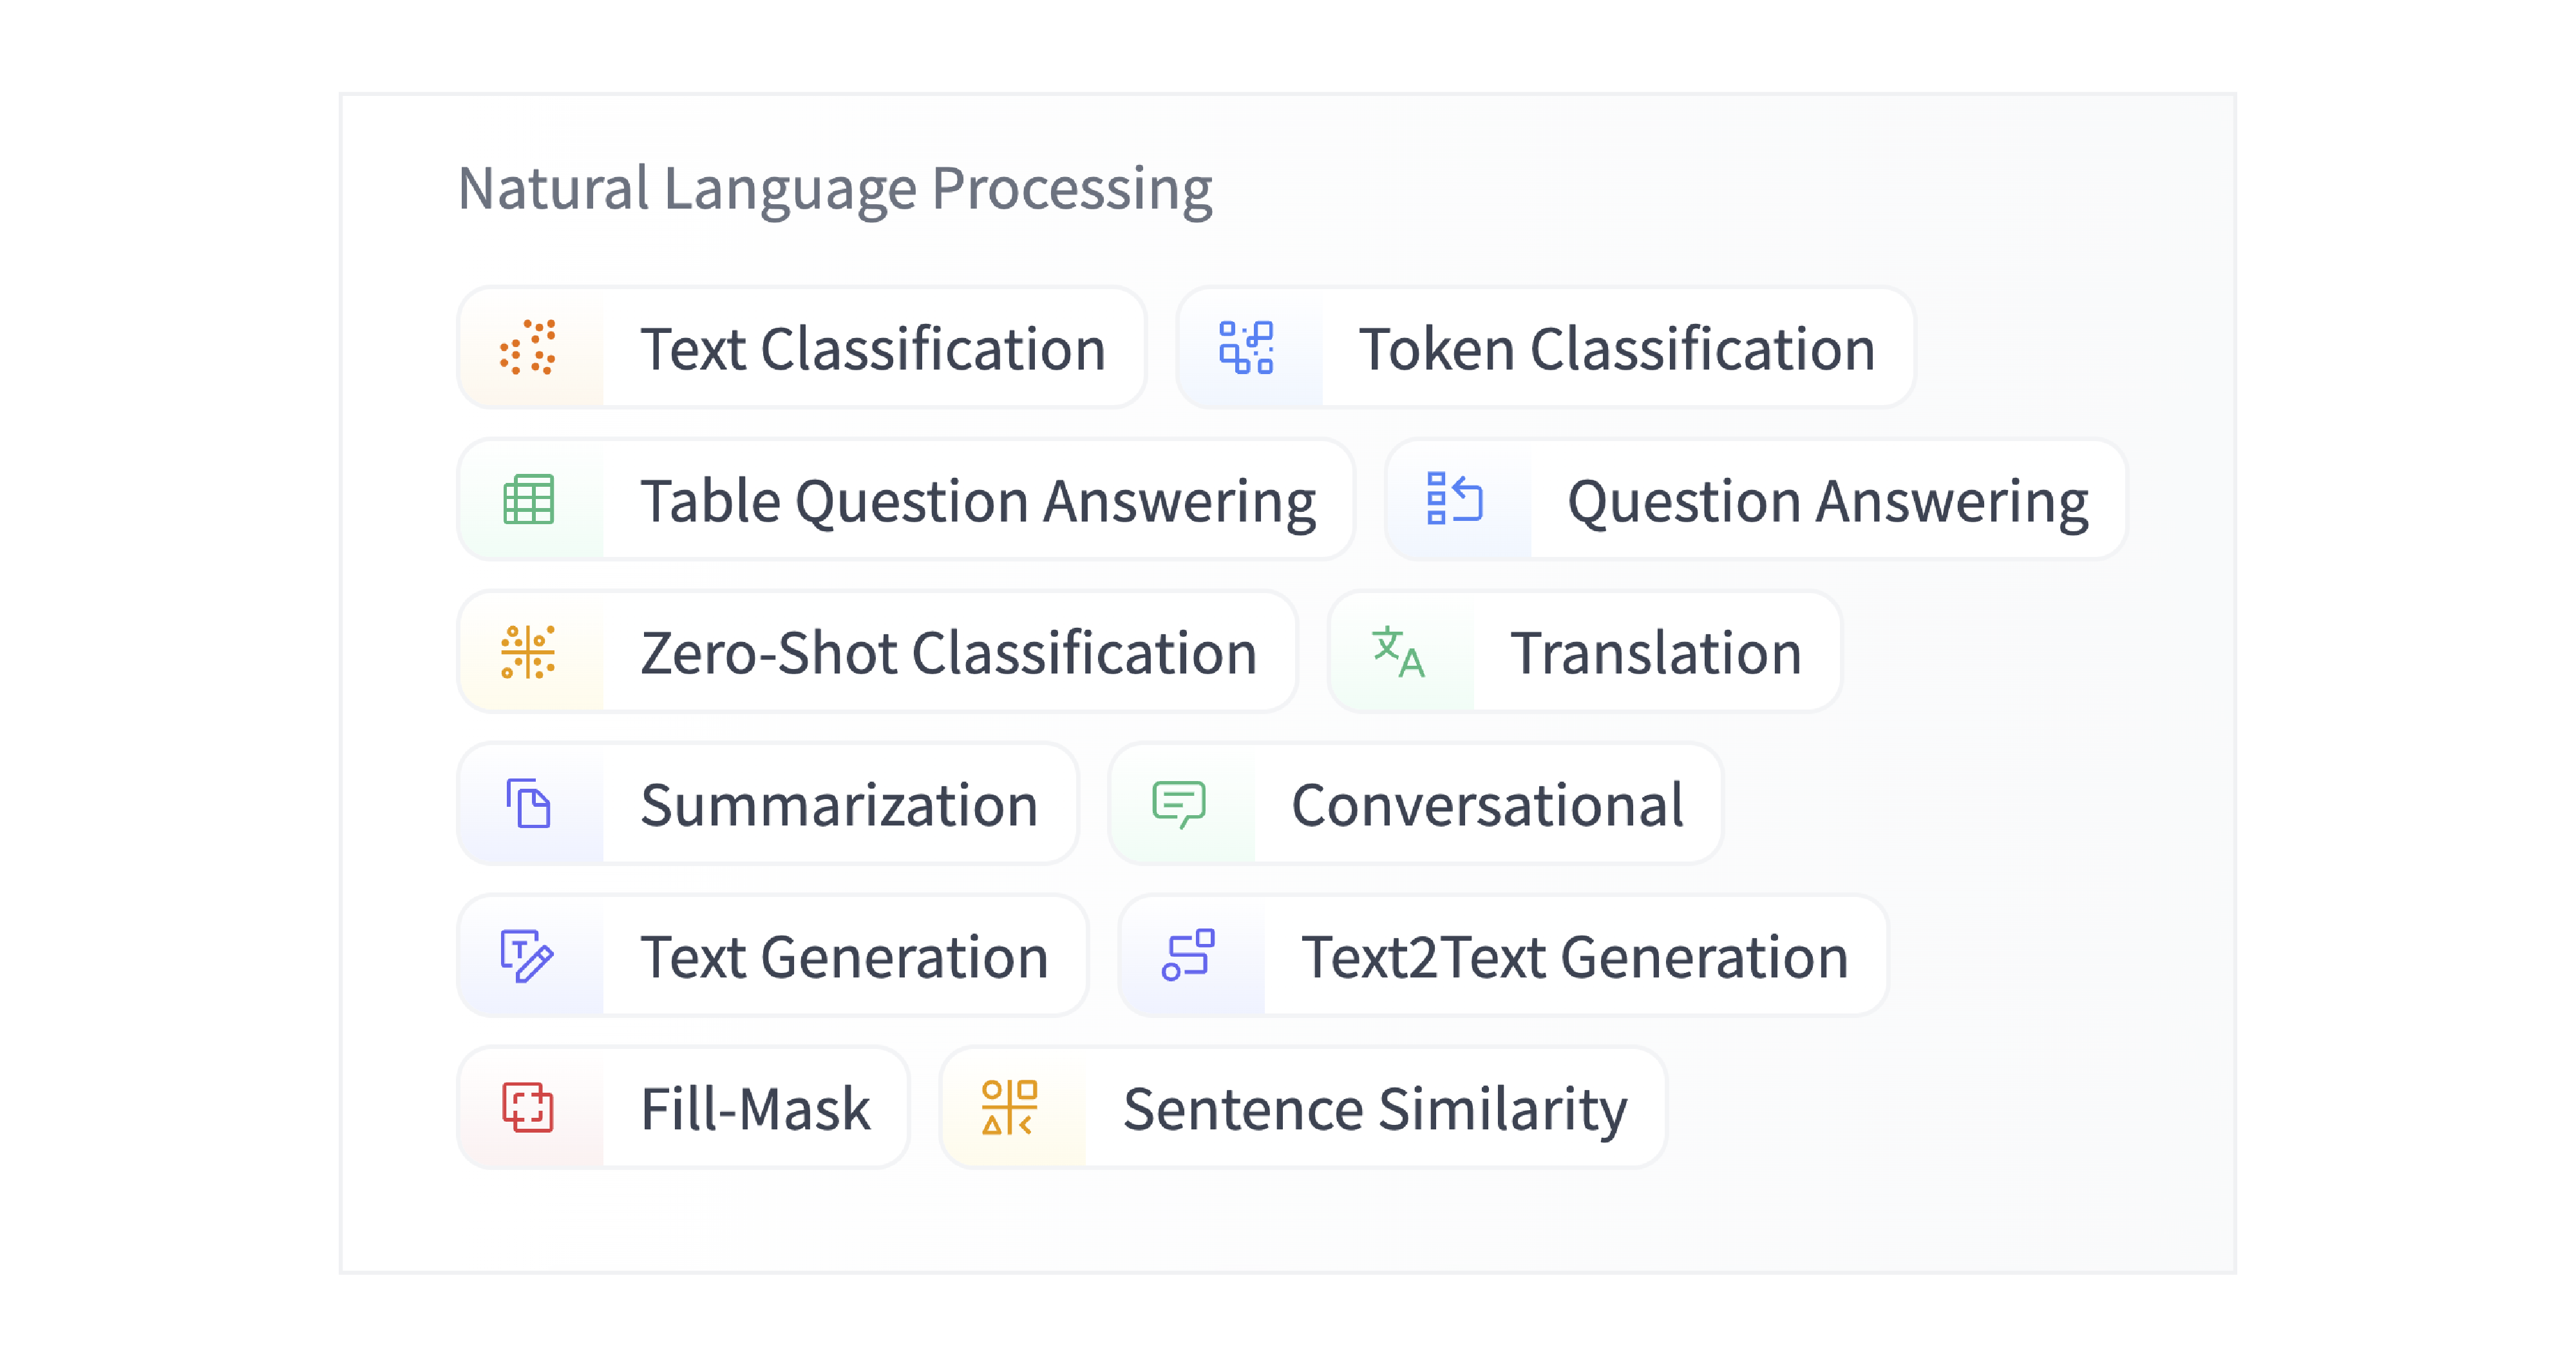 Natural Language Processing
Text Classification
Token Classification
Table Question Answering
Question Answering
Zero-Shot Classification
Translation
Summarization
Conversational
Text Generation
Text2Text Generation
Fill-Mask
Sentence Similarity